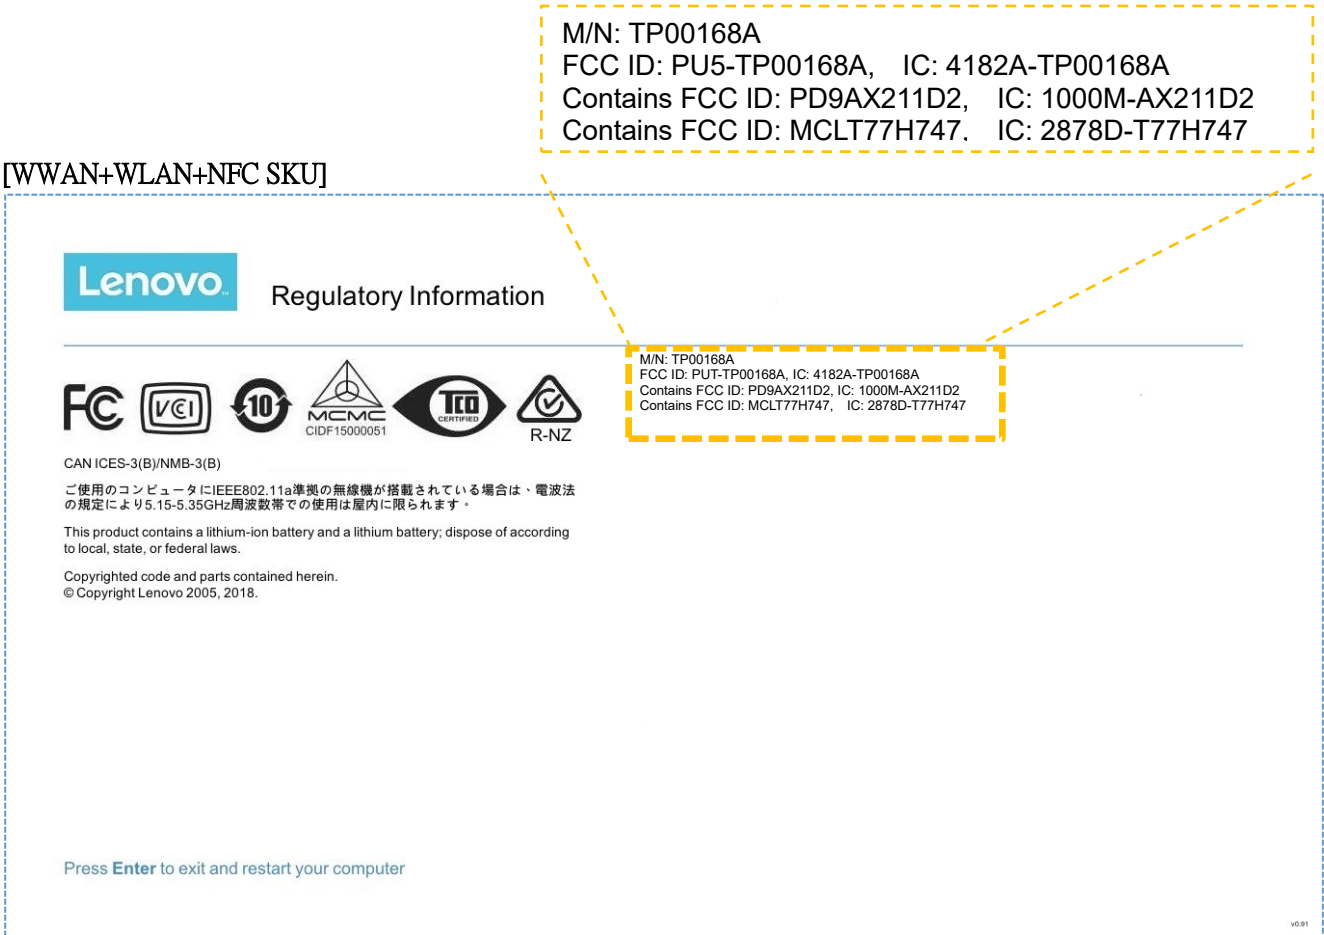 M/N: TP00168A
FCC ID: PU5-TP00168A, IC: 4182A-TP00168A
Contains FCC ID: PD9AX211D2, IC: 1000M-AX211D2
Contains FCC ID: MCLT77H747, IC: 2878D-T77H747
[WWAN+WLAN+NFC SKU]
Lenovo™
Regulatory Information
M/N: TP00168A
FCC ID: PUT-TP00168A, IC: 4182A-TP00168A
Contains FCC ID: PD9AX211D2, IC: 1000M-AX211D2
Contains FCC ID: MCLT77H747, IC: 2878D-T77H747
FC
VCI
10
MCMC
CIDF15000051
TCO
CERTIFIED
R-NZ
CAN ICES-3(B)/NMB-3(B)
ご使用のコンピュータにIEEE802.11a準拠の無線機が搭載されている場合は、電波法
の規定により5.15-5.35GHz周波数帯での使用は屋内に限られます。
This product contains a lithium-ion battery and a lithium battery; dispose of according
to local, state, or federal laws.
Copyrighted code and parts contained herein.
© Copyright Lenovo 2005, 2018.
Press Enter to exit and restart your computer
v0.91